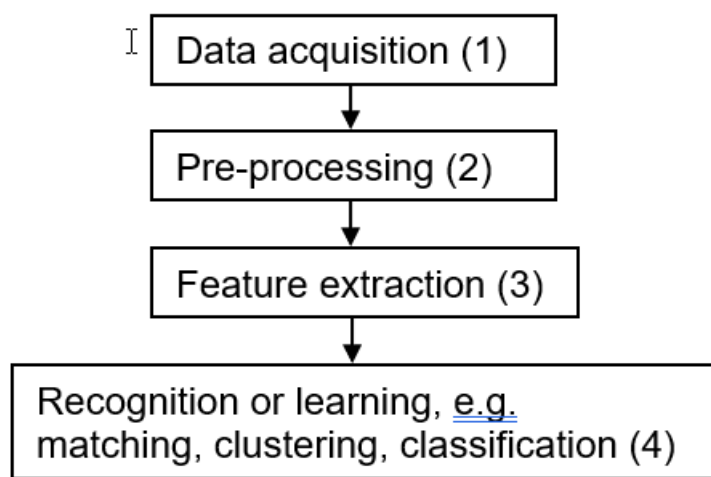 Data acquisition (1)
Pre-processing (2)
Feature extraction (3)
Recognition or learning, e.g.
matching, clustering, classification (4)